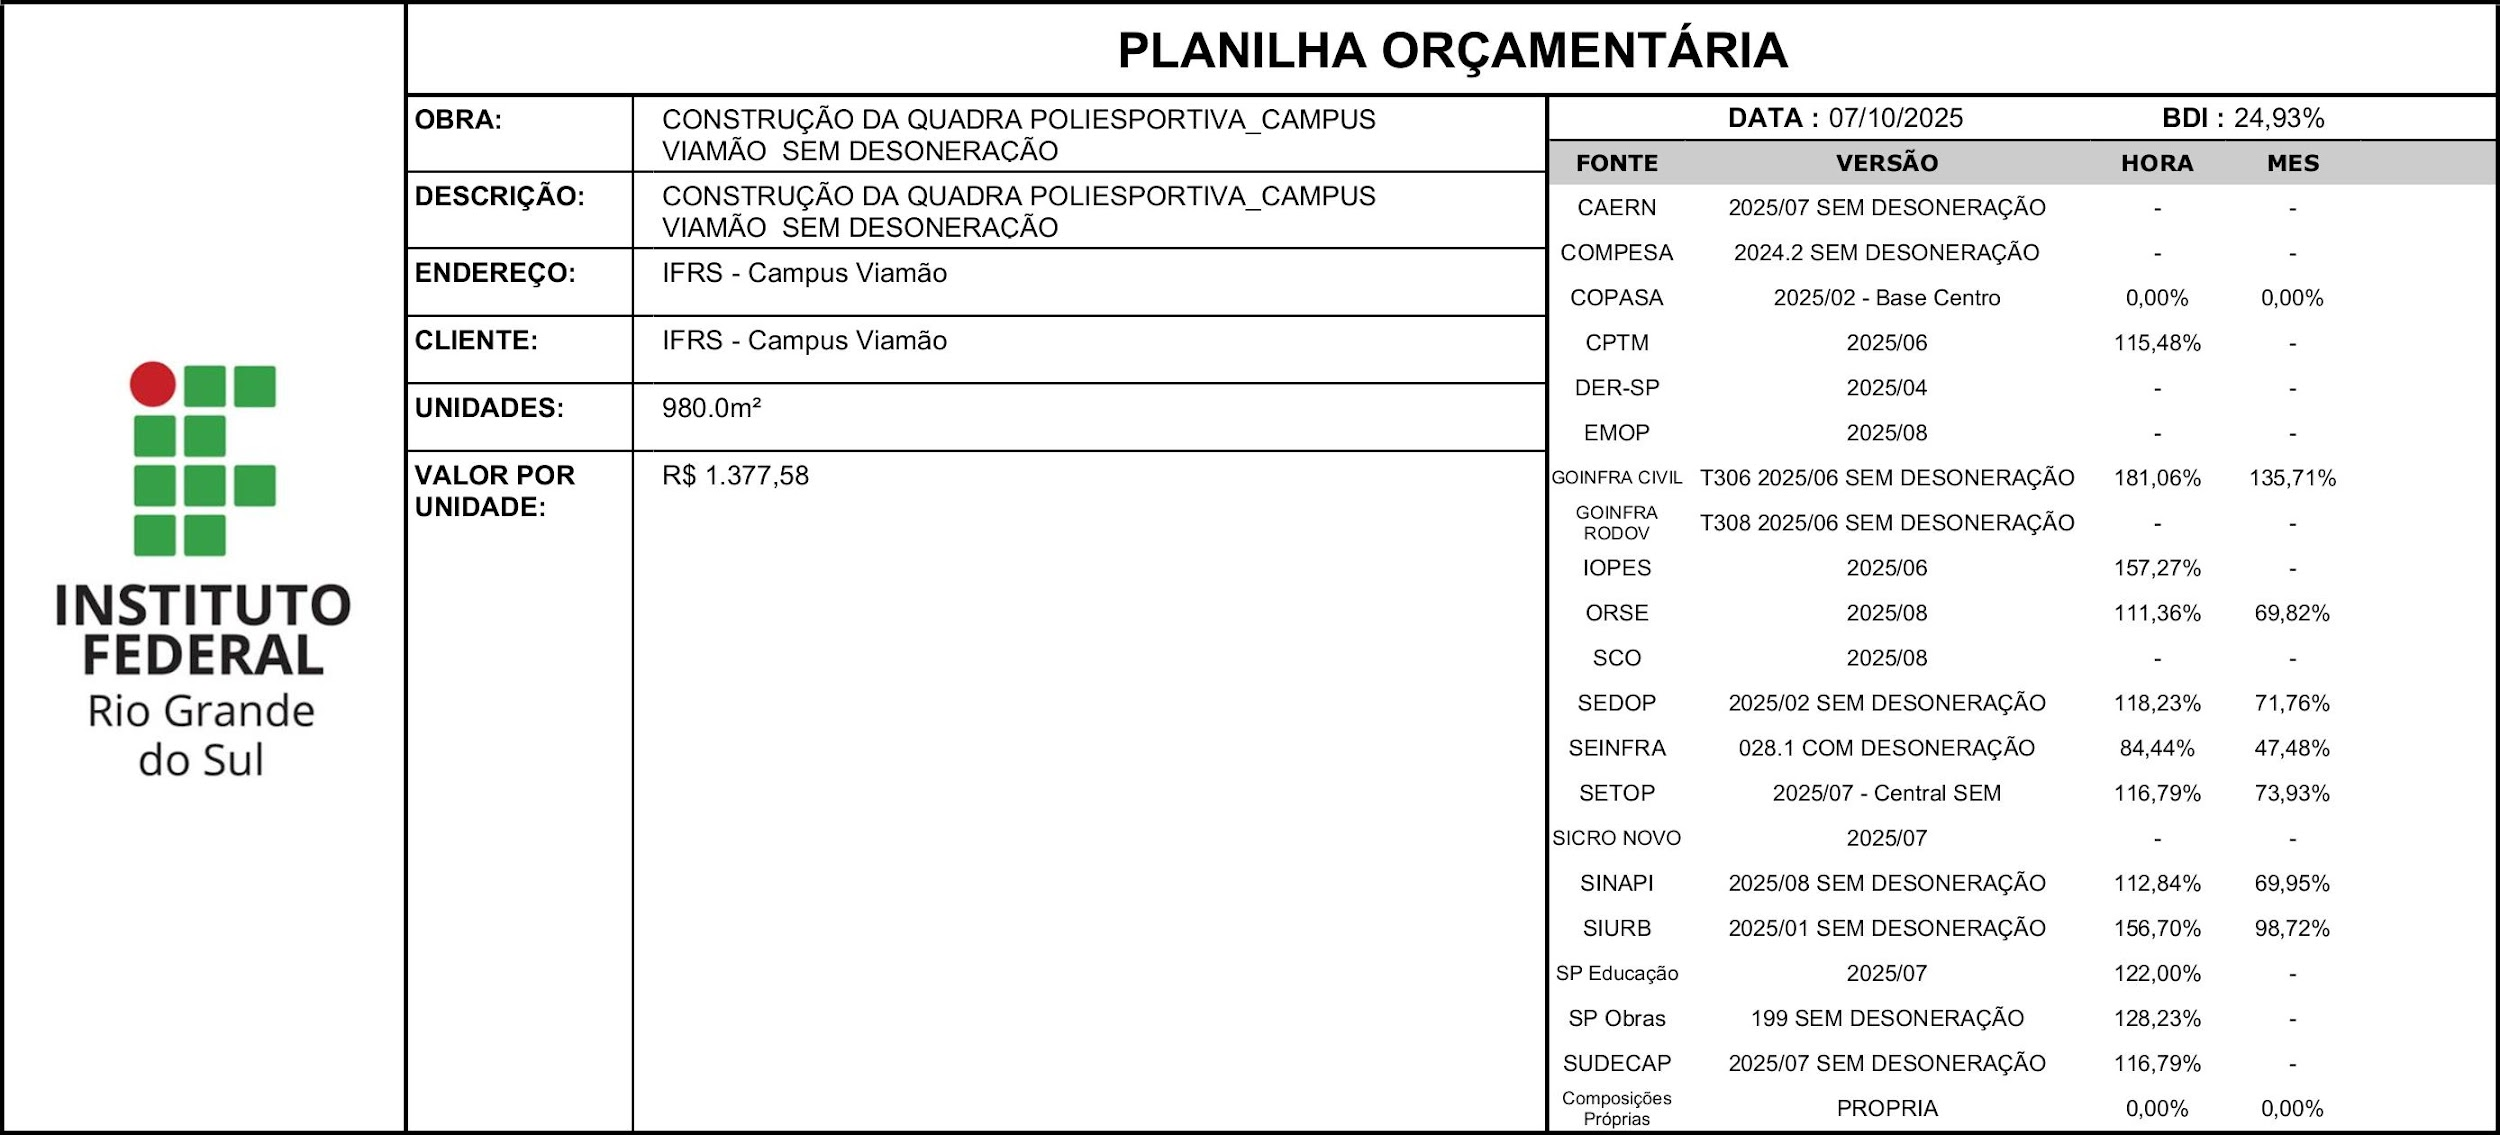 PLANILHA ORÇAMENTÁRIA
OBRA: CONSTRUÇÃO DA QUADRA POLIESPORTIVA_CAMPUS
VIAMÃO  SEM DESONERAÇÃO
DESCRIÇÃO: CONSTRUÇÃO DA QUADRA POLIESPORTIVA_CAMPUS
VIAMÃO  SEM DESONERAÇÃO
ENDEREÇO: IFRS - Campus Viamão
CLIENTE: IFRS - Campus Viamão
UNIDADES: 980.0m²
VALOR POR R$ 1.377,58
UNIDADE:
INSTITUTO
FEDERAL
Rio Grande
do Sul
DATA : 07/10/2025 BDI : 24,93%
FONTE VERSÃO HORA MES
CAERN 2025/07 SEM DESONERAÇÃO - -
COMPESA 2024.2 SEM DESONERAÇÃO - -
COPASA 2025/02 - Base Centro 0,00% 0,00%
CPTM 2025/06 115,48% -
DER-SP 2025/04 - -
EMOP 2025/08 - -
GOINFRA CIVIL T306 2025/06 SEM DESONERAÇÃO 181,06% 135,71%
GOINFRA
RODOV T308 2025/06 SEM DESONERAÇÃO - -
IOPES 2025/06 157,27% -
ORSE 2025/08 111,36% 69,82%
SCO 2025/08 - -
SEDOP 2025/02 SEM DESONERAÇÃO 118,23% 71,76%
SEINFRA 028.1 COM DESONERAÇÃO 84,44% 47,48%
SETOP 2025/07 - Central SEM 116,79% 73,93%
SICRO NOVO 2025/07 - -
SINAPI 2025/08 SEM DESONERAÇÃO 112,84% 69,95%
SIURB 2025/01 SEM DESONERAÇÃO 156,70% 98,72%
SP Educação 2025/07 122,00% -
SP Obras 199 SEM DESONERAÇÃO 128,23% -
SUDECAP 2025/07 SEM DESONERAÇÃO 116,79% -
Composições
Próprias PROPRIA 0,00% 0,00%